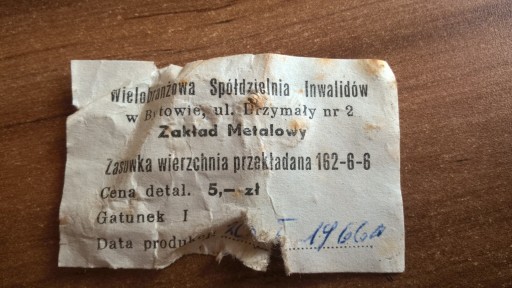 Wielobranżowa Spółdzielnia Inwalidów
w Bytowie, ul. Drzymały nr 2
Zakład Metalowy
Zasuwka wierzchnia przekładana 162-6-6
Cena detal. 5,— zł
Gatunek I
Data produkcji 1966